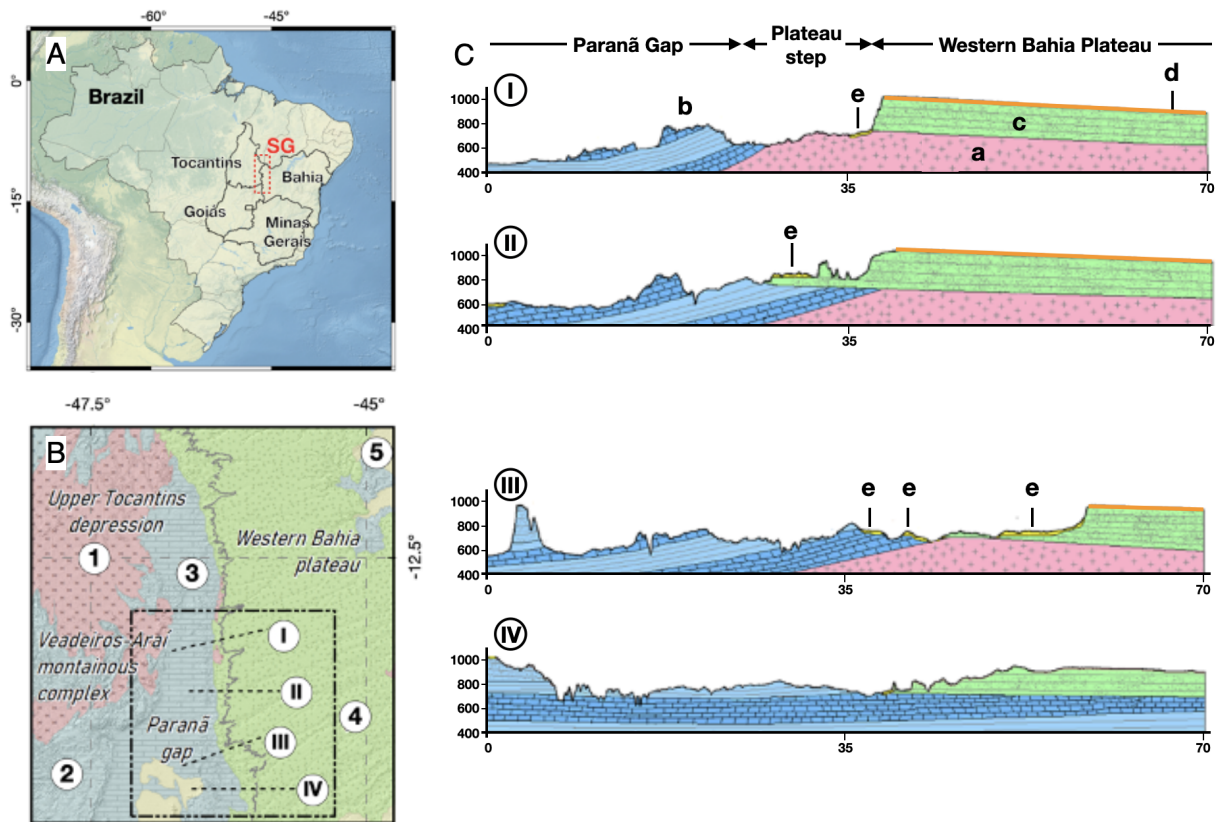 -60°
-45°
A
Brazil
0°
-15°
-30°
SG
Tocantins
Bahia
Goiás
Minas
Gerais
-47.5°
-45°
B
5
Upper Tocantins
depression
1
Western Bahia
plateau
-12.5°
3
Veadeiros-Araí
montainous
complex
I
II
Paranã
gap
III
4
2
IV
C
Paranã Gap
Plateau
step
Western Bahia Plateau
I
b
e
d
c
a
1000
800
600
400
0
35
70
II
e
1000
800
600
400
0
35
70
III
e
e
e
1000
800
600
400
0
35
70
IV
1000
800
600
400
0
35
70